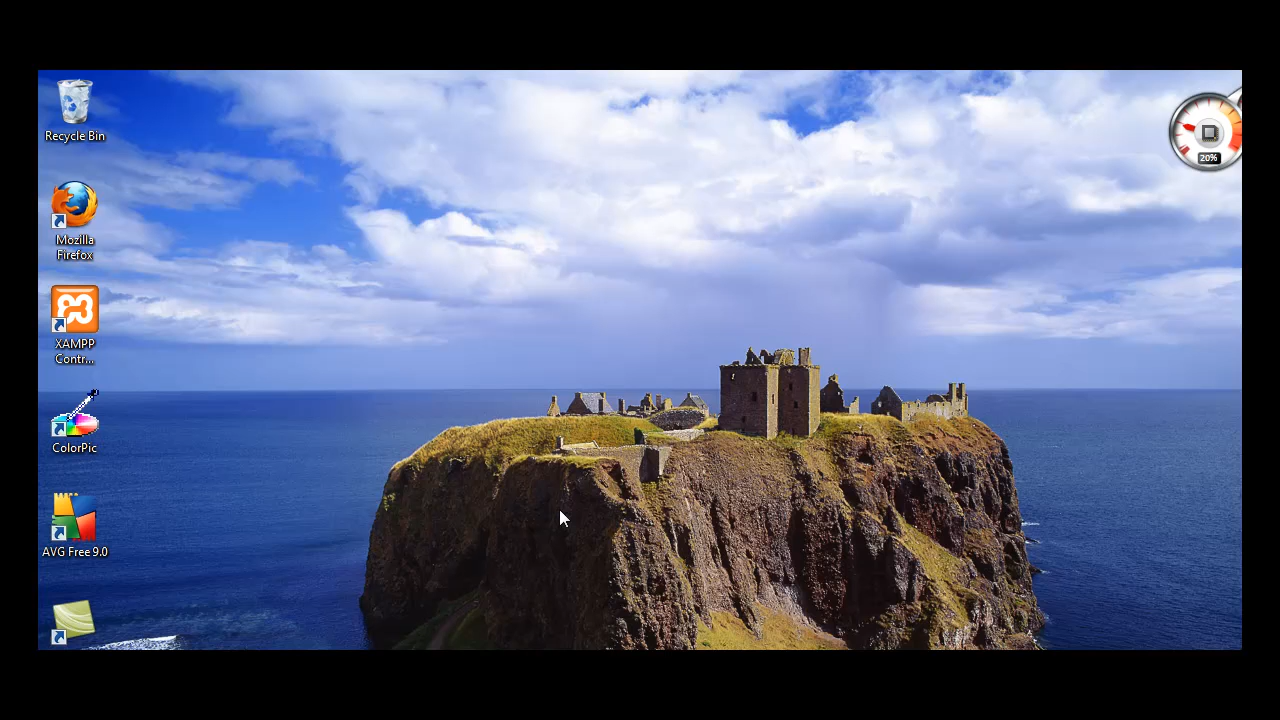 Recycle Bin
20%
Mozilla
Firefox
XAMPP
Contr...
ColorPic
AVG Free 9.0